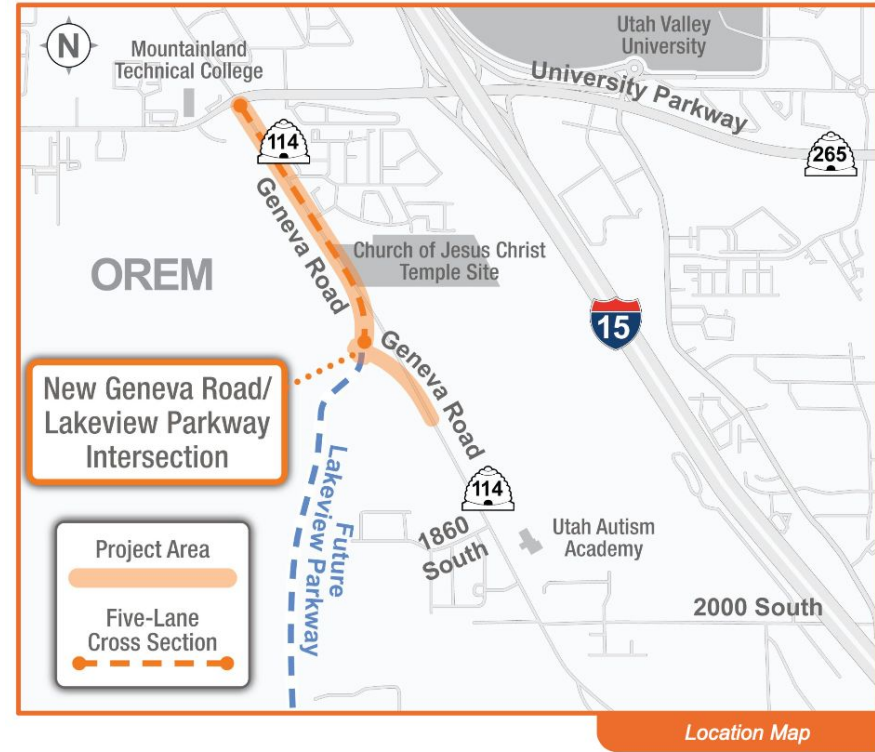 N
Mountainland
Technical College
Utah Valley
University
University Parkway
114
265
Geneva Road
Church of Jesus Christ
Temple Site
OREM
15
Geneva Road
New Geneva Road/
Lakeview Parkway
Intersection
Future
Lakeview Parkway
114
1860
South
Utah Autism
Academy
2000 South
Project Area
Five-Lane
Cross Section
Location Map